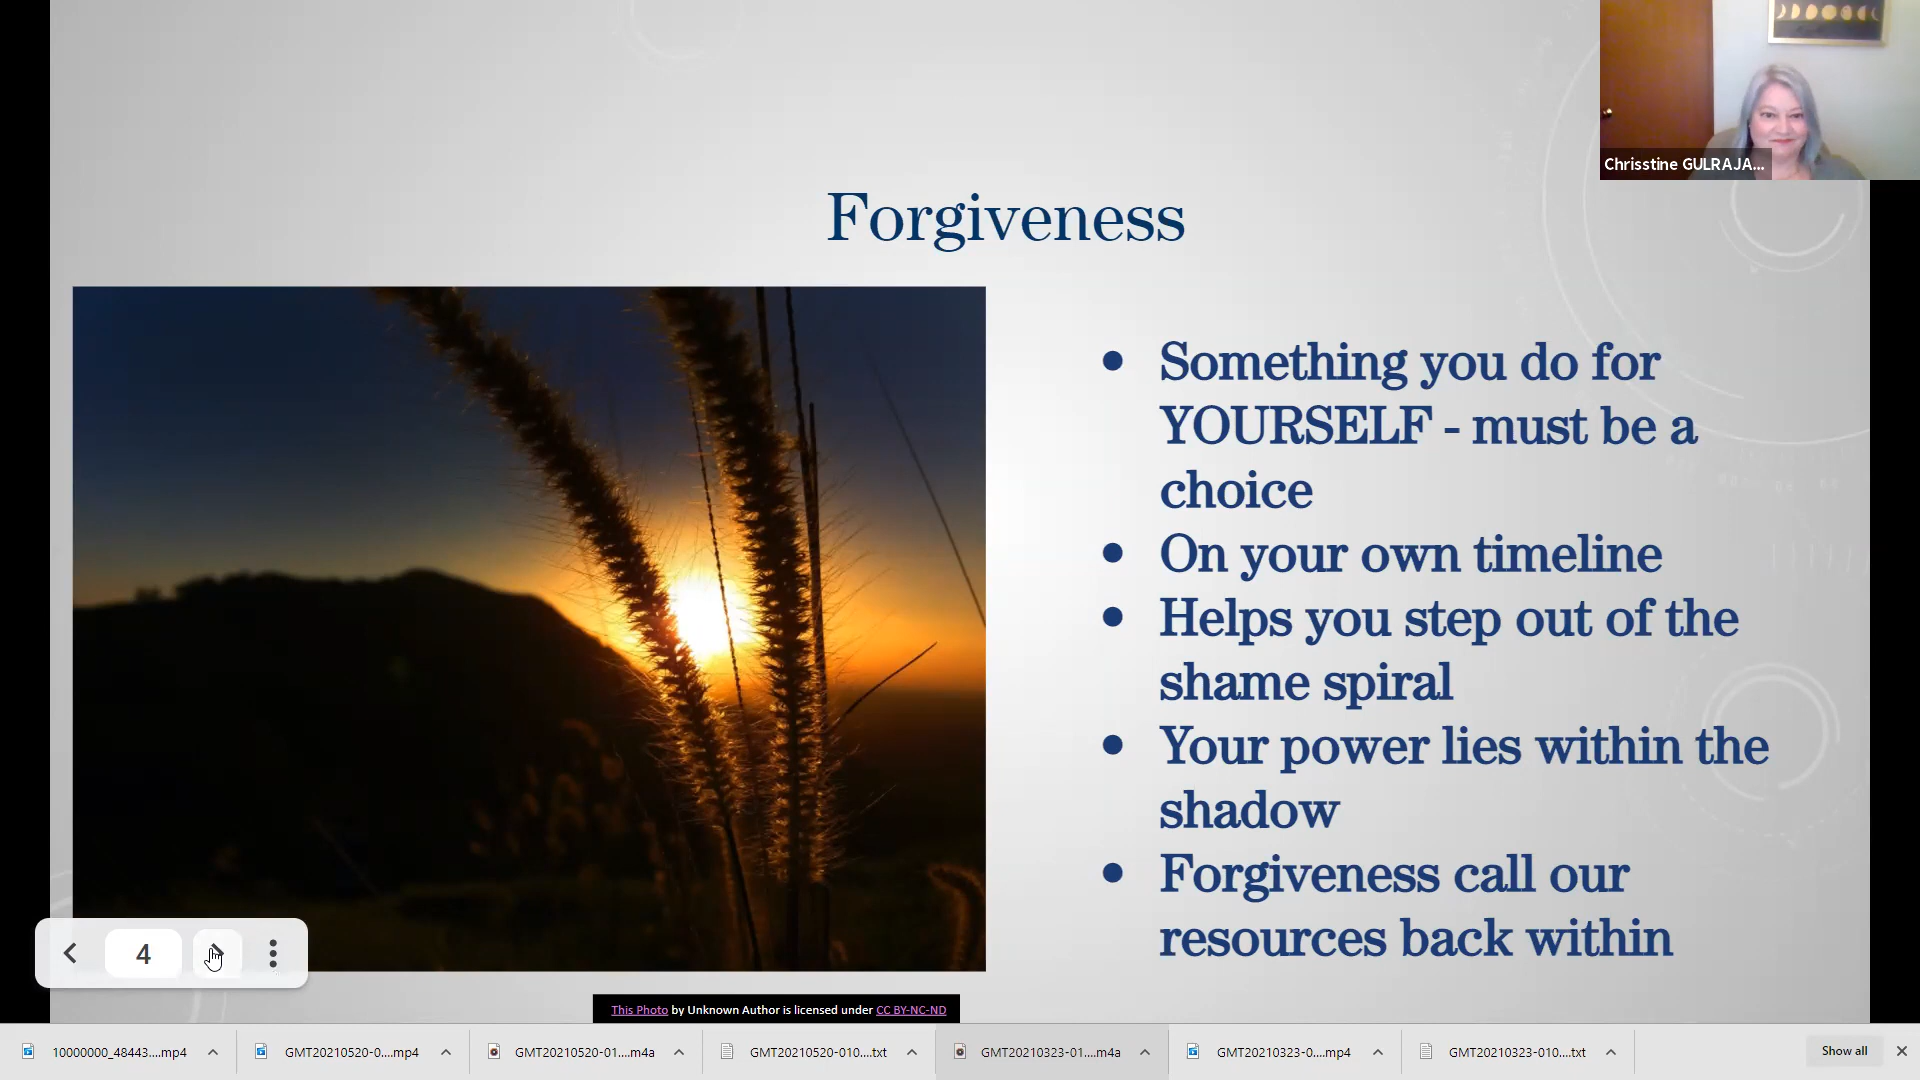 Chrisstine GULRAJA...
Forgiveness
• Something you do for
YOURSELF - must be a
choice
• On your own timeline
• Helps you step out of the
shame spiral
• Your power lies within the
shadow
• Forgiveness call our
resources back within
4
This Photo by Unknown Author is licensed under CC BY-NC-ND
10000000_48443....mp4
GMT20210520-0....mp4
GMT20210520-01....m4a
GMT20210520-010....txt
GMT20210323-01....m4a
GMT20210323-0....mp4
GMT20210323-010....txt
Show all